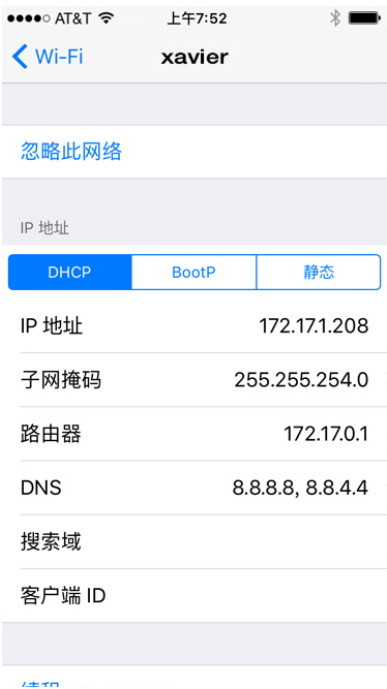 AT&T 上午7:52
Wi-Fi xavier
忽略此网络
IP 地址
DHCP BootP 静态
IP 地址 172.17.1.208
子网掩码 255.255.254.0
路由器 172.17.0.1
DNS 8.8.8.8, 8.8.4.4
搜索域
客户端 ID